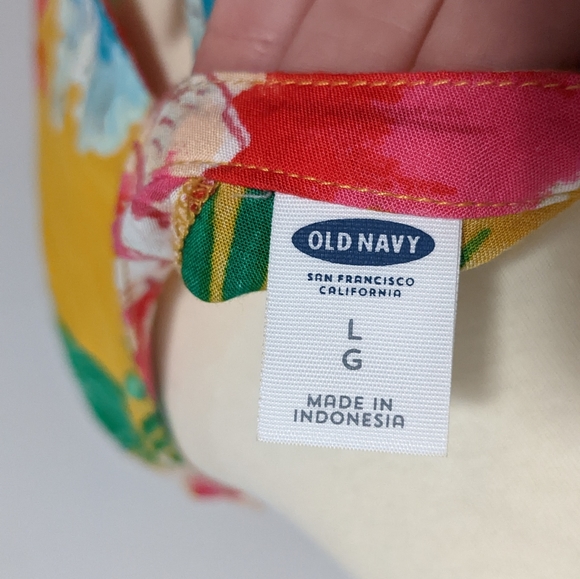 OLD NAVY
SAN FRANCISCO
CALIFORNIA
L
G
MADE IN
INDONESIA